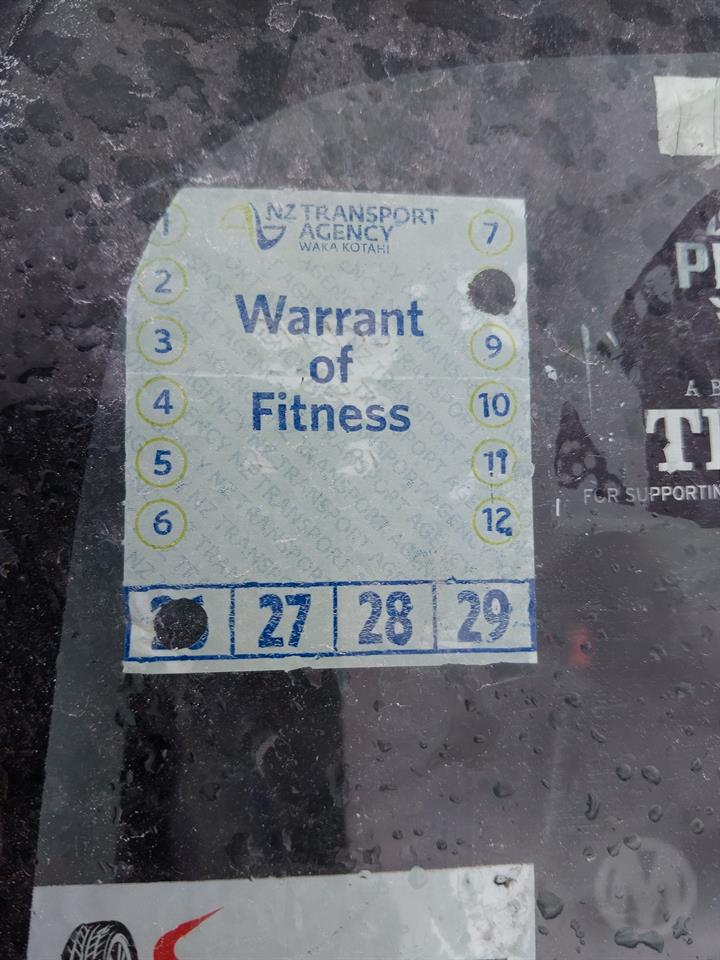 NZ TRANSPORT
AGENCY
WAKA KOTAHI
Warrant
of
Fitness
1
2
3
4
5
6
7
9
10
11
12
27
28
29
FOR SUPPORTIN
M